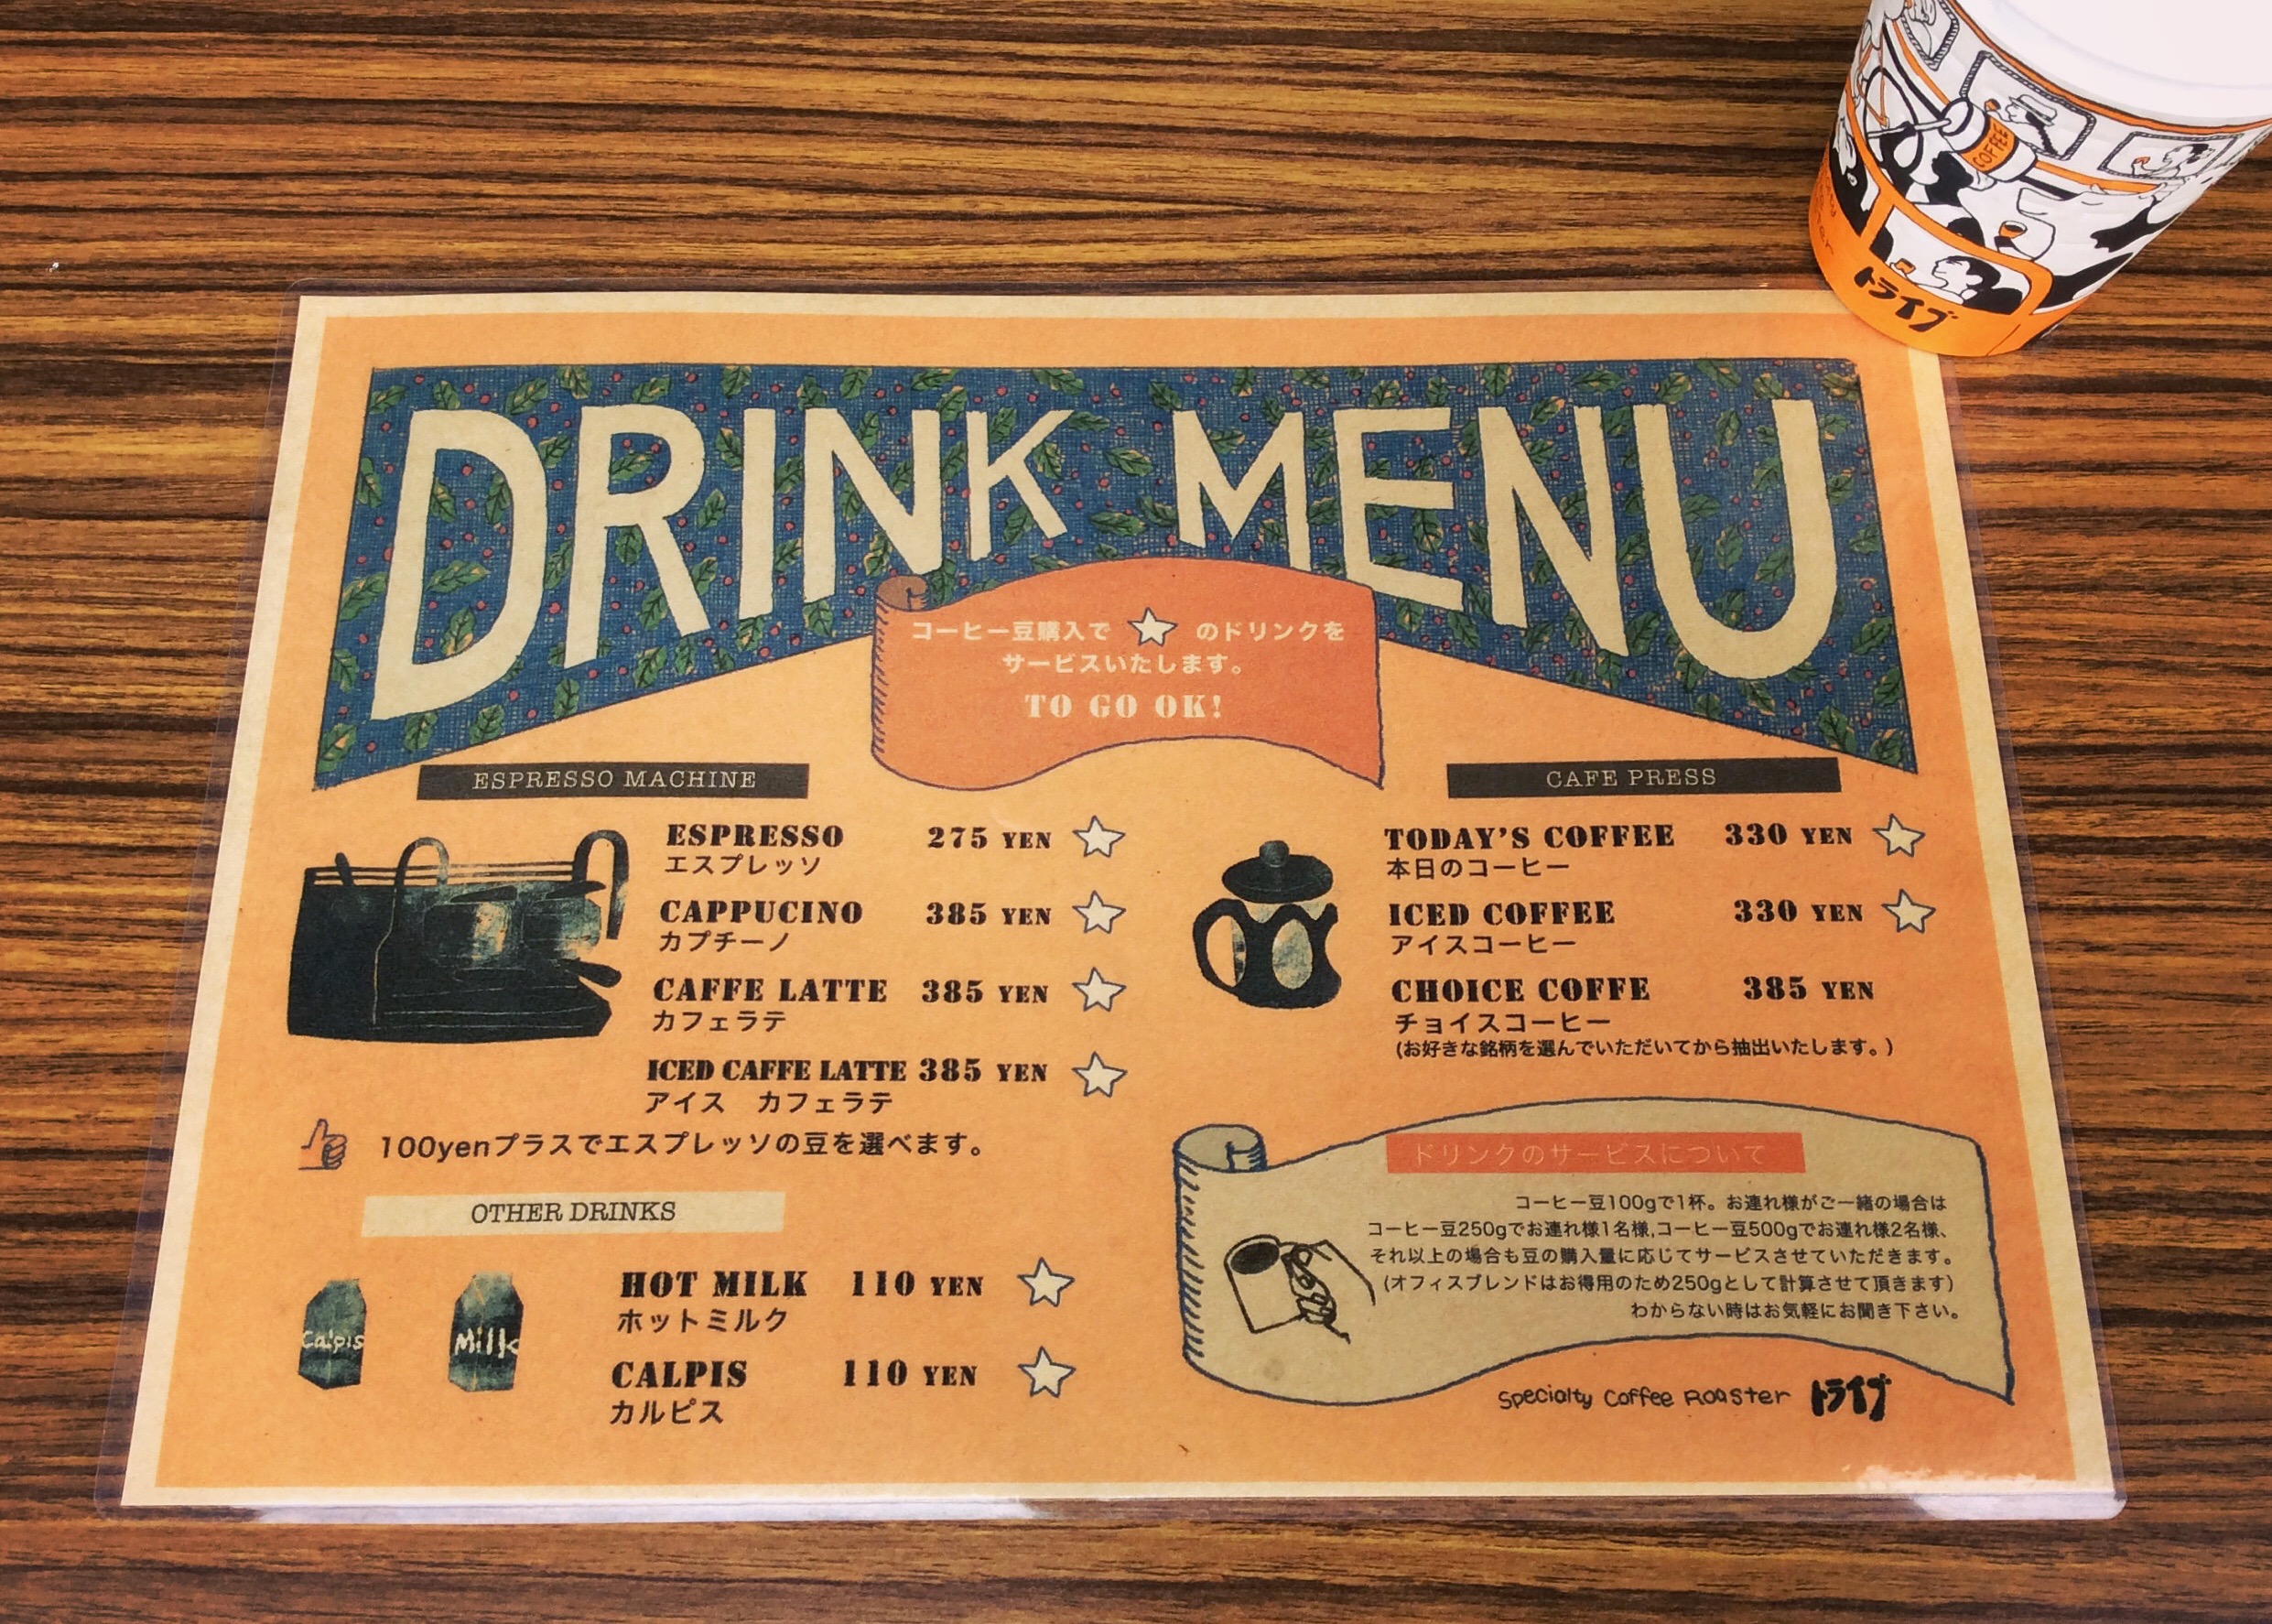 COFFEE
トライブ
DRINK MENU
コーヒー豆購入で ☆ のドリンクを
サービスいたします。
TO GO OK!
ESPRESSO MACHINE
ESPRESSO 275 YEN ☆
エスプレッソ
CAPPUCINO 385 YEN ☆
カプチーノ
CAFFE LATTE 385 YEN ☆
カフェラテ
ICED CAFFE LATTE 385 YEN ☆
アイス カフェラテ
100yenプラスでエスプレッソの豆を選べます。
OTHER DRINKS
Calpis
Milk
HOT MILK 110 YEN ☆
ホットミルク
CALPIS 110 YEN ☆
カルピス
CAFE PRESS
TODAY'S COFFEE 330 YEN ☆
本日のコーヒー
ICED COFFEE 330 YEN ☆
アイスコーヒー
CHOICE COFFE 385 YEN
チョイスコーヒー
(お好きな銘柄を選んでいただいてから抽出いたします。)
ドリンクのサービスについて
コーヒー豆100gで1杯。お連れ様がご一緒の場合は
コーヒー豆250gでお連れ様1名様,コーヒー豆500gでお連れ様2名様、
それ以上の場合も豆の購入量に応じてサービスさせていただきます。
(オフィスブレンドはお得用のため250gとして計算させて頂きます)
わからない時はお気軽にお聞き下さい。
Specialty Coffee Roaster トライブ